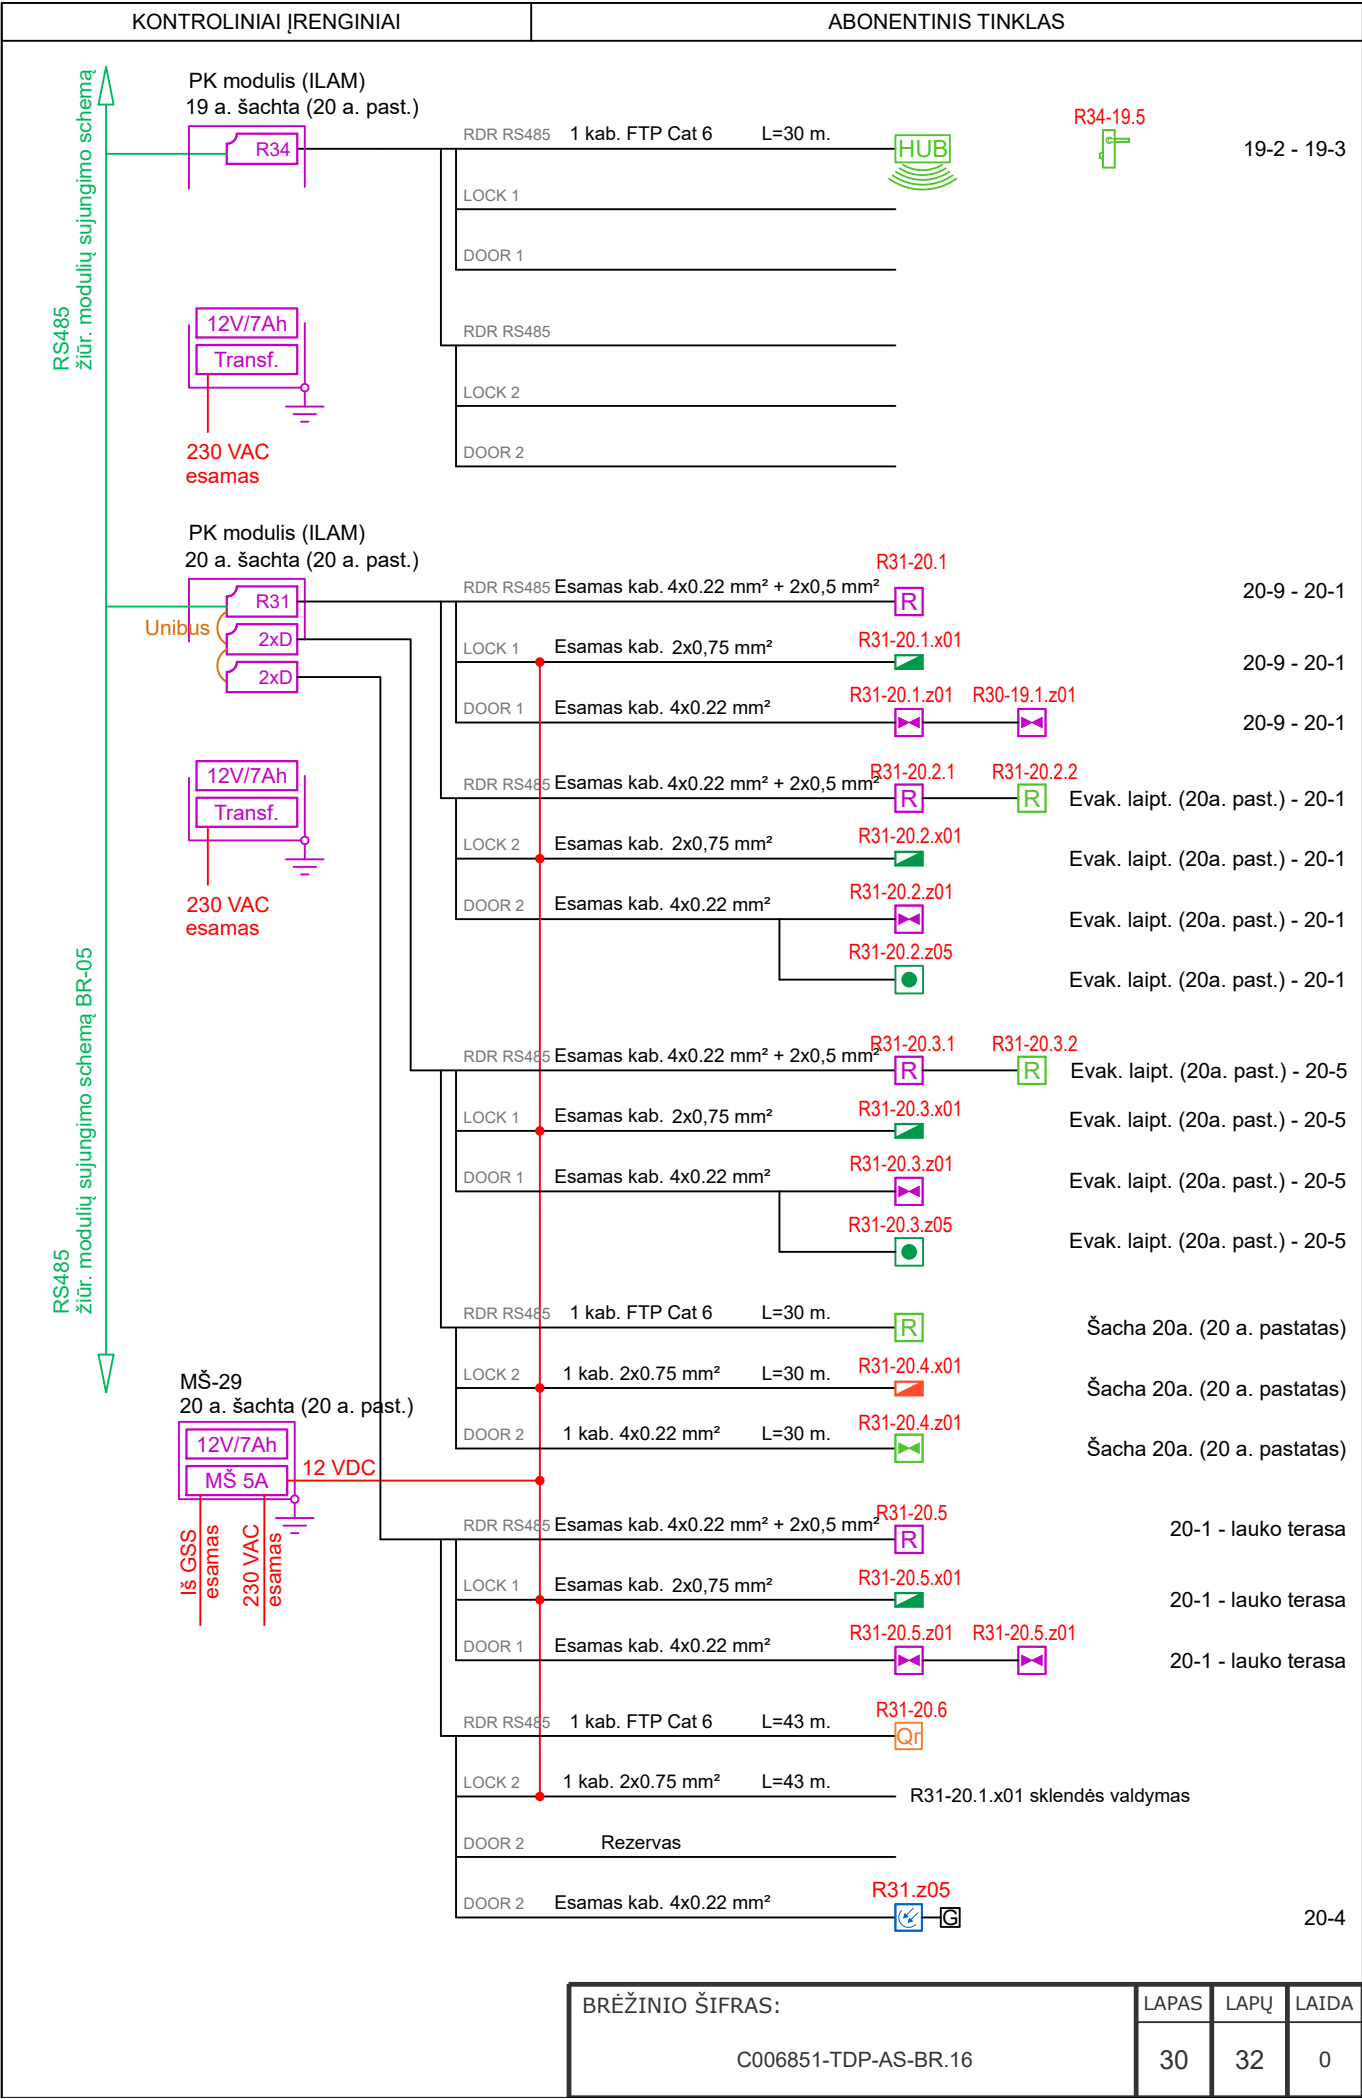 KONTROLINIAI ĮRENGINIAI
ABONENTINIS TINKLAS
RS485
žiūr. modulių sujungimo schemą
PK modulis (ILAM)
19 a. šachta (20 a. past.)
R34
RDR RS485
1 kab. FTP Cat 6
L=30 m.
HUB
R34-19.5
19-2 - 19-3
LOCK 1
DOOR 1
12V/7Ah
Transf.
230 VAC
esamas
RDR RS485
LOCK 2
DOOR 2
PK modulis (ILAM)
20 a. šachta (20 a. past.)
R31
Unibus
2xD
2xD
RDR RS485
Esamas kab. 4x0.22 mm² + 2x0,5 mm²
R31-20.1
R
20-9 - 20-1
LOCK 1
Esamas kab. 2x0,75 mm²
R31-20.1.x01
20-9 - 20-1
DOOR 1
Esamas kab. 4x0.22 mm²
R31-20.1.z01
R30-19.1.z01
20-9 - 20-1
12V/7Ah
Transf.
230 VAC
esamas
RDR RS485
Esamas kab. 4x0.22 mm² + 2x0,5 mm²
R31-20.2.1
R
R31-20.2.2
R
Evak. laipt. (20a. past.) - 20-1
LOCK 2
Esamas kab. 2x0,75 mm²
R31-20.2.x01
Evak. laipt. (20a. past.) - 20-1
DOOR 2
Esamas kab. 4x0.22 mm²
R31-20.2.z01
Evak. laipt. (20a. past.) - 20-1
R31-20.2.z05
Evak. laipt. (20a. past.) - 20-1
RS485
žiūr. modulių sujungimo schemą BR-05
RDR RS485
Esamas kab. 4x0.22 mm² + 2x0,5 mm²
R31-20.3.1
R
R31-20.3.2
R
Evak. laipt. (20a. past.) - 20-5
LOCK 1
Esamas kab. 2x0,75 mm²
R31-20.3.x01
Evak. laipt. (20a. past.) - 20-5
DOOR 1
Esamas kab. 4x0.22 mm²
R31-20.3.z01
Evak. laipt. (20a. past.) - 20-5
R31-20.3.z05
Evak. laipt. (20a. past.) - 20-5
RDR RS485
1 kab. FTP Cat 6
L=30 m.
R
Šacha 20a. (20 a. pastatas)
LOCK 2
1 kab. 2x0.75 mm²
L=30 m.
R31-20.4.x01
Šacha 20a. (20 a. pastatas)
DOOR 2
1 kab. 4x0.22 mm²
L=30 m.
R31-20.4.z01
Šacha 20a. (20 a. pastatas)
MŠ-29
20 a. šachta (20 a. past.)
12V/7Ah
MŠ 5A
12 VDC
Iš GSS
esamas
230 VAC
esamas
RDR RS485
Esamas kab. 4x0.22 mm² + 2x0,5 mm²
R31-20.5
R
20-1 - lauko terasa
LOCK 1
Esamas kab. 2x0,75 mm²
R31-20.5.x01
20-1 - lauko terasa
DOOR 1
Esamas kab. 4x0.22 mm²
R31-20.5.z01
R31-20.5.z01
20-1 - lauko terasa
RDR RS485
1 kab. FTP Cat 6
L=43 m.
R31-20.6
Qr
LOCK 2
1 kab. 2x0.75 mm²
L=43 m.
R31-20.1.x01 sklendės valdymas
DOOR 2
Rezervas
DOOR 2
Esamas kab. 4x0.22 mm²
R31.z05
G
20-4
BRĖŽINIO ŠIFRAS:
C006851-TDP-AS-BR.16
LAPAS
LAPŲ
LAIDA
30
32
0